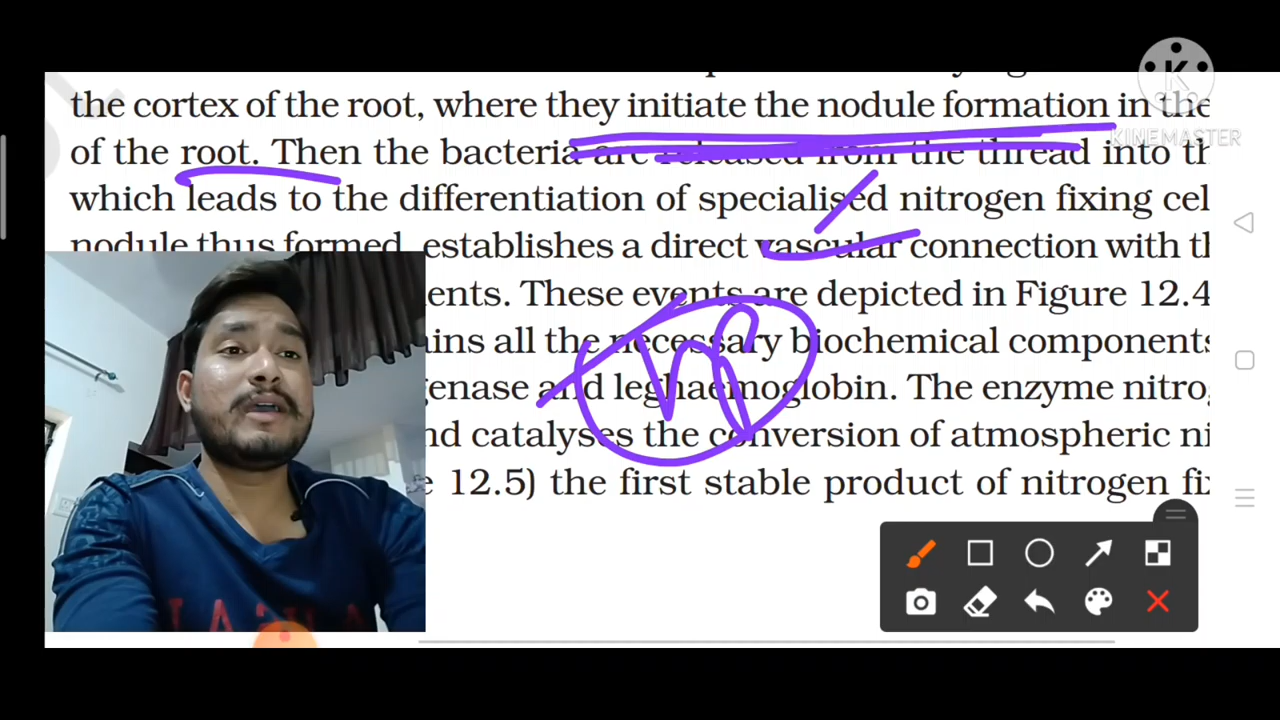 the cortex of the root, where they initiate the nodule formation in the
KINEMASTER
of the root. Then the bacteria are released from the thread into th
which leads to the differentiation of specialised nitrogen fixing cel
nodule thus formed, establishes a direct vascular connection with th
ents. These events are depicted in Figure 12.4
ins all the necessary biochemical components
genase and leghaemoglobin. The enzyme nitro
nd catalyses the conversion of atmospheric ni
e 12.5) the first stable product of nitrogen fix